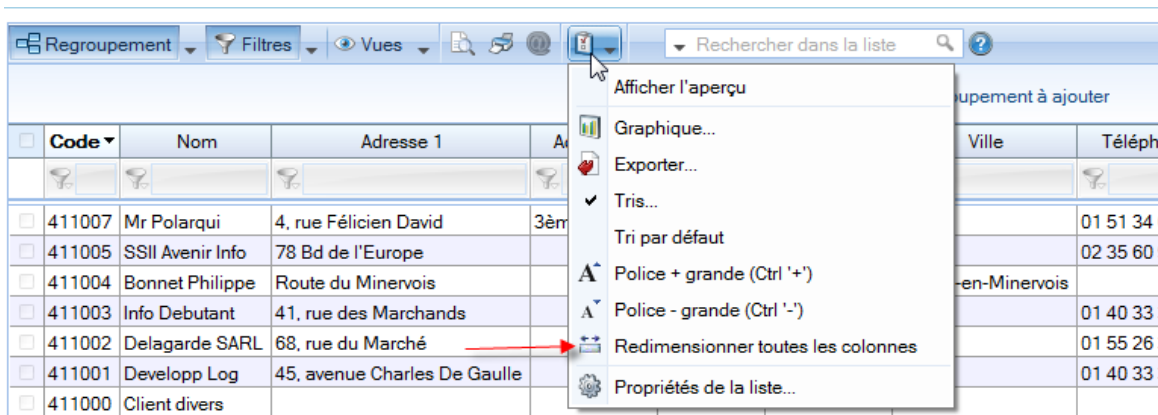 Regroupement Filtres Vues Rechercher dans la liste ?
Afficher l'aperçu
oupement à ajouter
Graphique...
Code Nom Adresse 1 Ville Téléph
Exporter...
Tris...
411007 Mr Polarqui 4, rue Félicien David 3èm 01 51 34
Tri par défaut
411005 SSII Avenir Info 78 Bd de l'Europe 02 35 60
A Police + grande (Ctrl '+')
411004 Bonnet Philippe Route du Minervois -en-Minervois
A Police - grande (Ctrl '-')
411003 Info Debutant 41, rue des Marchands 01 40 33
Redimensionner toutes les colonnes
411002 Delagarde SARL 68, rue du Marché 01 55 26
411001 Developp Log 45, avenue Charles De Gaulle 01 40 33
Propriétés de la liste...
411000 Client divers